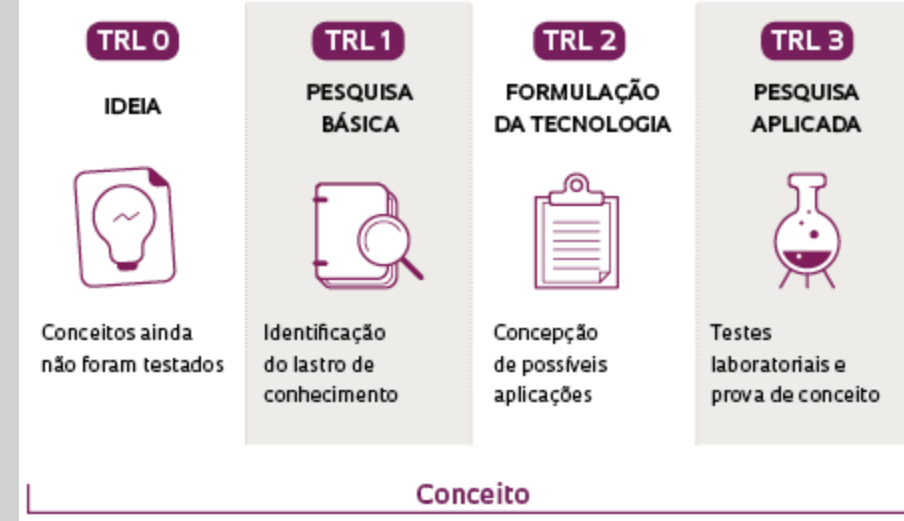 TRL 0
IDEIA
Conceitos ainda
não foram testados
TRL 1
PESQUISA
BÁSICA
Identificação
do lastro de
conhecimento
TRL 2
FORMULAÇÃO
DA TECNOLOGIA
Concepção
de possíveis
aplicações
TRL 3
PESQUISA
APLICADA
Testes
laboratoriais e
prova de conceito
Conceito